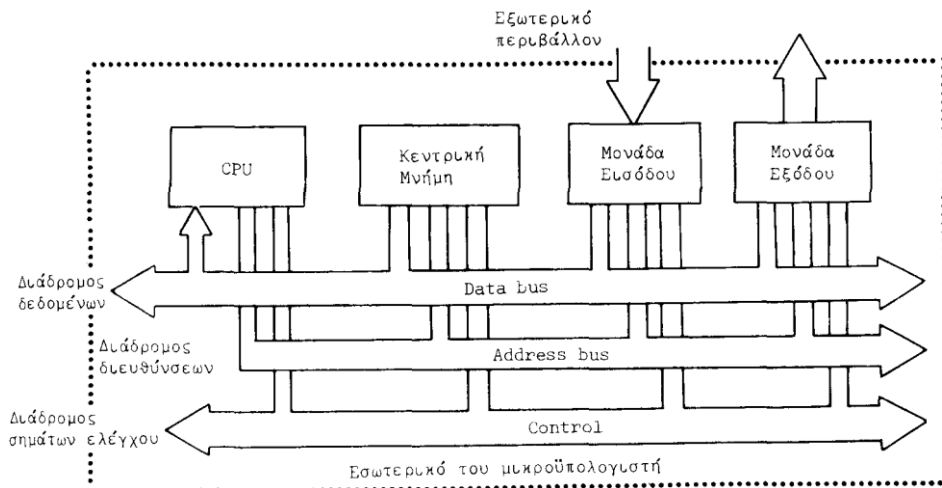 Εξωτερικό
περιβάλλον
CPU
Κεντρική
Μνήμη
Μονάδα
Εισόδου
Μονάδα
Εξόδου
Διάδρομος
δεδομένων
Data bus
Διάδρομος
διευθύνσεων
Address bus
Διάδρομος
σημάτων ελέγχου
Control
Εσωτερικό του μικροϋπολογιστή